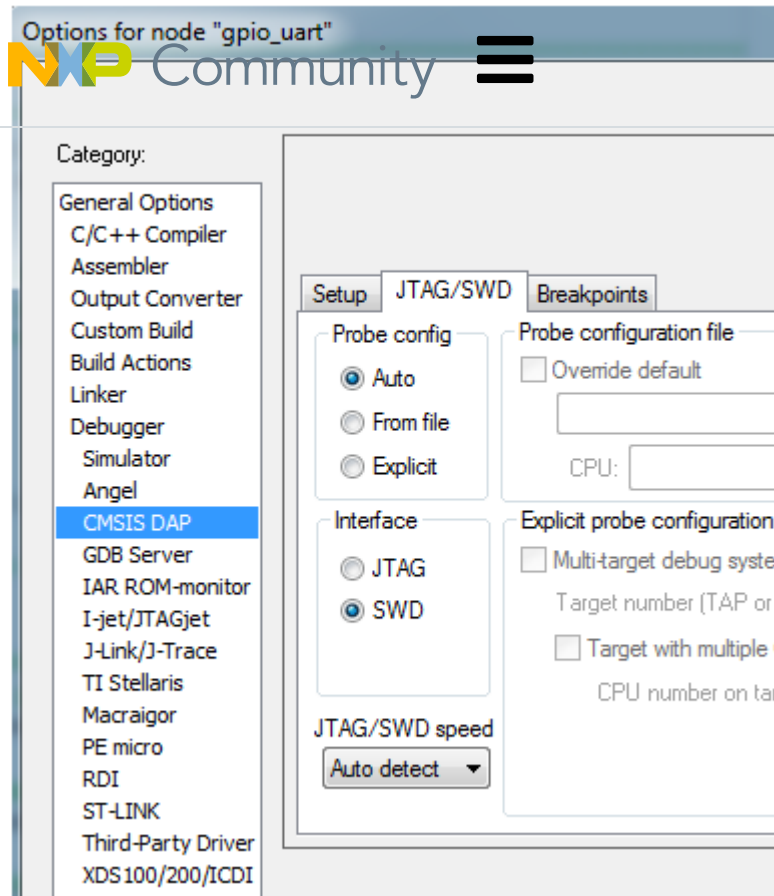 Options for node "gpio_uart"
NXP Community
Category:
General Options
C/C++ Compiler
Assembler
Output Converter
Custom Build
Build Actions
Linker
Debugger
Simulator
Angel
CMSIS DAP
GDB Server
IAR ROM-monitor
I-jet/JTAGjet
J-Link/J-Trace
TI Stellaris
Macraigor
PE micro
RDI
ST-LINK
Third-Party Driver
XDS100/200/ICDI
Setup JTAG/SWD Breakpoints
Probe config
Auto
From file
Explicit
Probe configuration file
Override default
CPU:
Interface
JTAG
SWD
Explicit probe configuration
Multi-target debug syste
Target number (TAP or
Target with multiple
CPU number on tar
JTAG/SWD speed
Auto detect